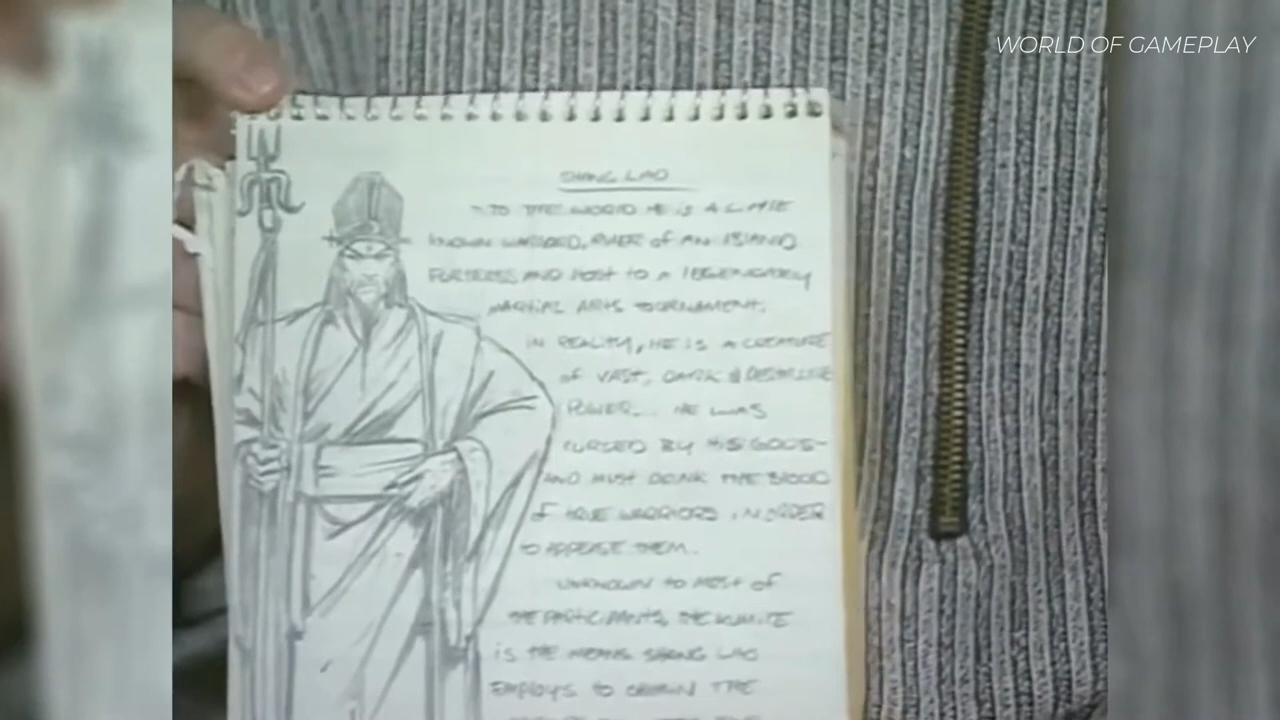 WORLD OF GAMEPLAY
SHANG LAO
TO THE WORLD HE IS A LITTLE
KNOWN WARLORD, RULER of AN ISLAND
FORTRESS AND HOST TO A LEGENDARY
MARTIAL ARTS TOURNAMENT.
IN REALITY, HE IS A CREATURE
of VAST, DARK & DESTRUCTIVE
POWER... HE WAS
CURSED BY HIS GODS-
AND MUST DRINK THE BLOOD
of TRUE WARRIORS IN ORDER
TO APPEASE THEM.
UNKNOWN TO MOST of
THE PARTICIPANTS, THE KUMITE
IS THE MEANS SHANG LAO
EMPLOYS TO OBTAIN THE